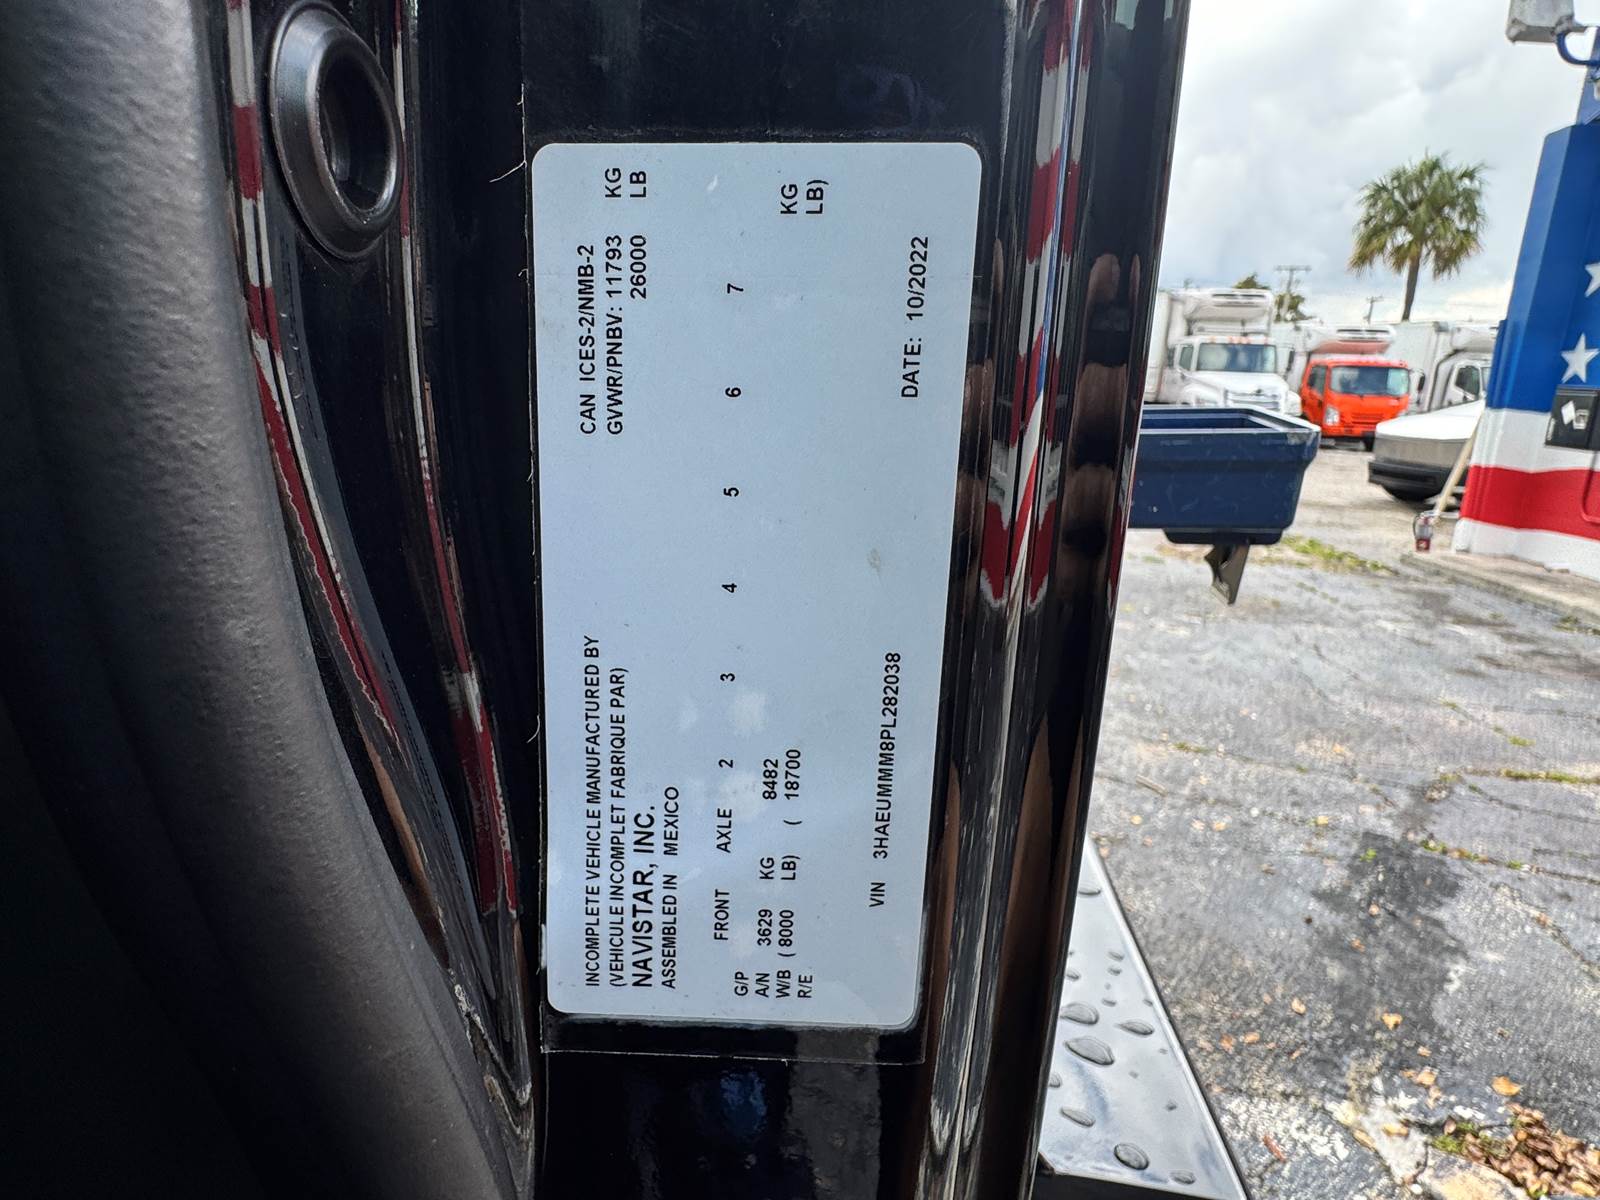 INCOMPLETE VEHICLE MANUFACTURED BY
(VEHICULE INCOMPLET FABRIQUE PAR)
NAVISTAR, INC.
ASSEMBLED IN MEXICO
CAN ICES-2/NMB-2
GVWR/PNBV: 11793 KG
26000 LB
FRONT AXLE 2 3 4 5 6 7
G/P
A/N 3629 KG 8482 KG
W/B ( 8000 LB) ( 18700 LB)
R/E
VIN 3HAEUMMM8PL282038
DATE: 10/2022